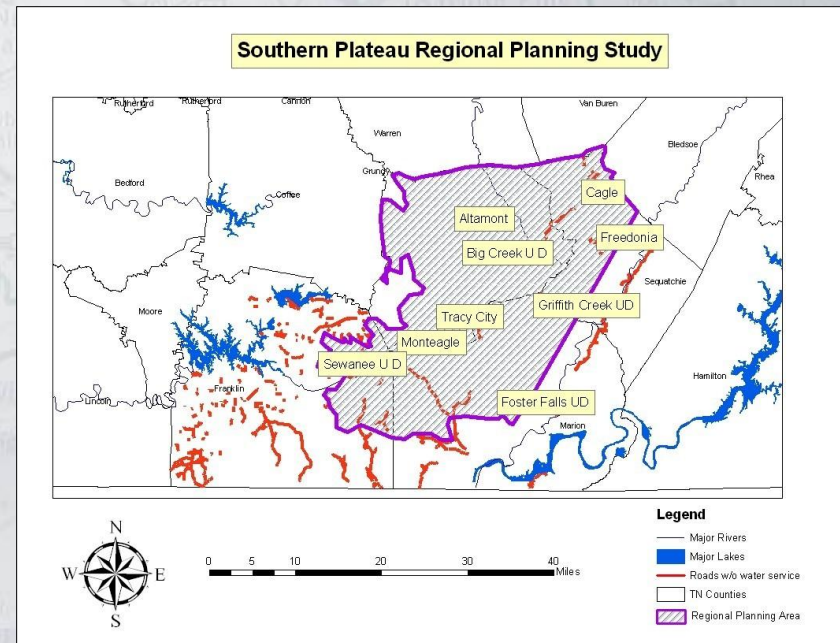 Southern Plateau Regional Planning Study
Rutherford
Rutherford
Cannon
Van Buren
Warren
Bledsoe
Grundy
Rhea
Bedford
Coffee
Cagle
Altamont
Freedonia
Big Creek U D
Sequatchie
Moore
Griffith Creek UD
Tracy City
Monteagle
Sewanee U D
Hamilton
Franklin
Lincoln
Foster Falls UD
Marion
Legend
Major Rivers
Major Lakes
Roads w/o water service
TN Counties
Regional Planning Area
N
W
E
S
0 5 10 20 30 40
Miles